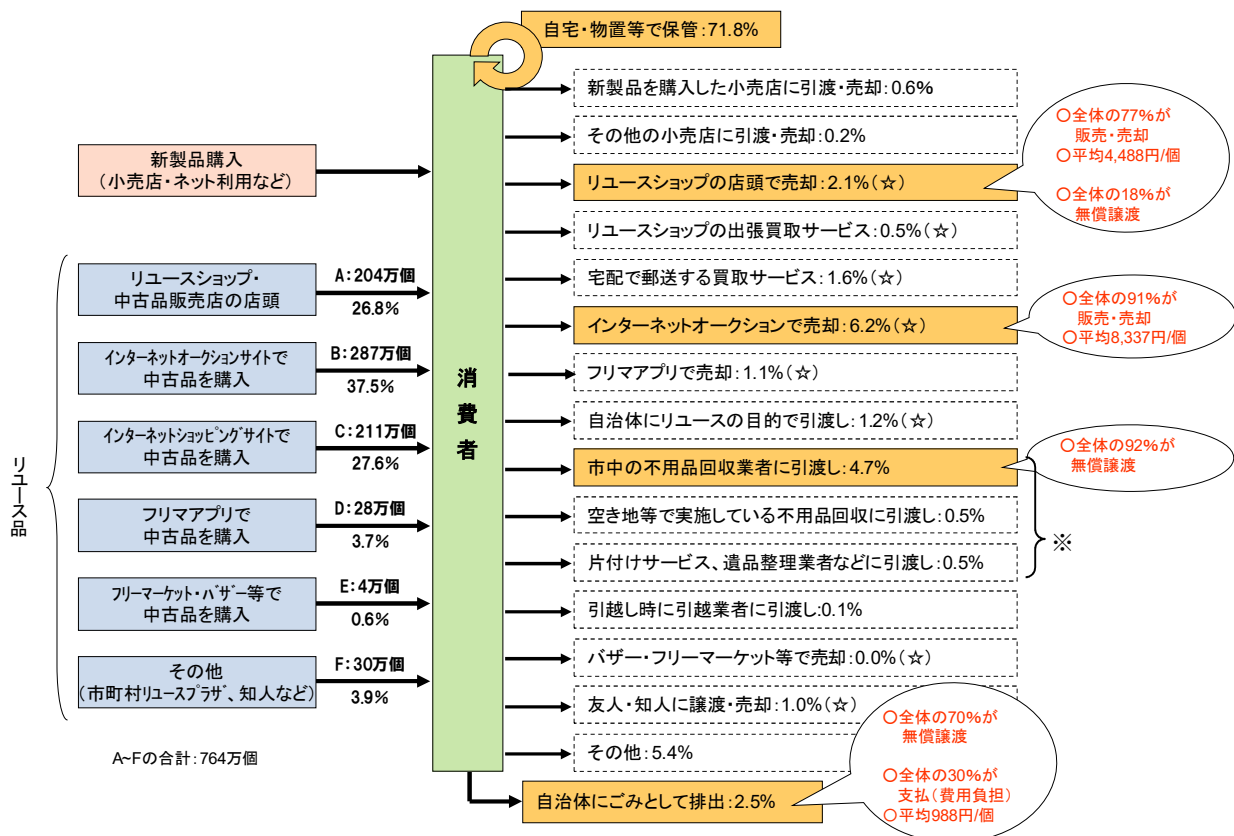 自宅・物置等で保管：71.8%
新製品を購入した小売店に引渡・売却：0.6%
その他の小売店に引渡・売却：0.2%
リユースショップの店頭で売却：2.1%（☆）
リユースショップの出張買取サービス：0.5%（☆）
宅配で郵送する買取サービス：1.6%（☆）
インターネットオークションで売却：6.2%（☆）
フリマアプリで売却：1.1%（☆）
自治体にリユースの目的で引渡し：1.2%（☆）
市中の不用品回収業者に引渡し：4.7%
空き地等で実施している不用品回収に引渡し：0.5%
片付けサービス、遺品整理業者などに引渡し：0.5%
引越し時に引越業者に引渡し：0.1%
バザー・フリーマーケット等で売却：0.0%（☆）
友人・知人に譲渡・売却：1.0%（☆）
その他：5.4%
自治体にごみとして排出：2.5%
○全体の77%が
販売・売却
○平均4,488円/個
○全体の18%が
無償譲渡
○全体の91%が
販売・売却
○平均8,337円/個
○全体の92%が
無償譲渡
※
○全体の70%が
無償譲渡
○全体の30%が
支払（費用負担）
○平均988円/個
消費者
新製品購入
（小売店・ネット利用など）
リユース品
リユースショップ・
中古品販売店の店頭
A：204万個
26.8%
インターネットオークションサイトで
中古品を購入
B：287万個
37.5%
インターネットショッピングサイトで
中古品を購入
C：211万個
27.6%
フリマアプリで
中古品を購入
D：28万個
3.7%
フリーマーケット・バザー等で
中古品を購入
E：4万個
0.6%
その他
（市町村リユースプラザ、知人など）
F：30万個
3.9%
A~Fの合計：764万個